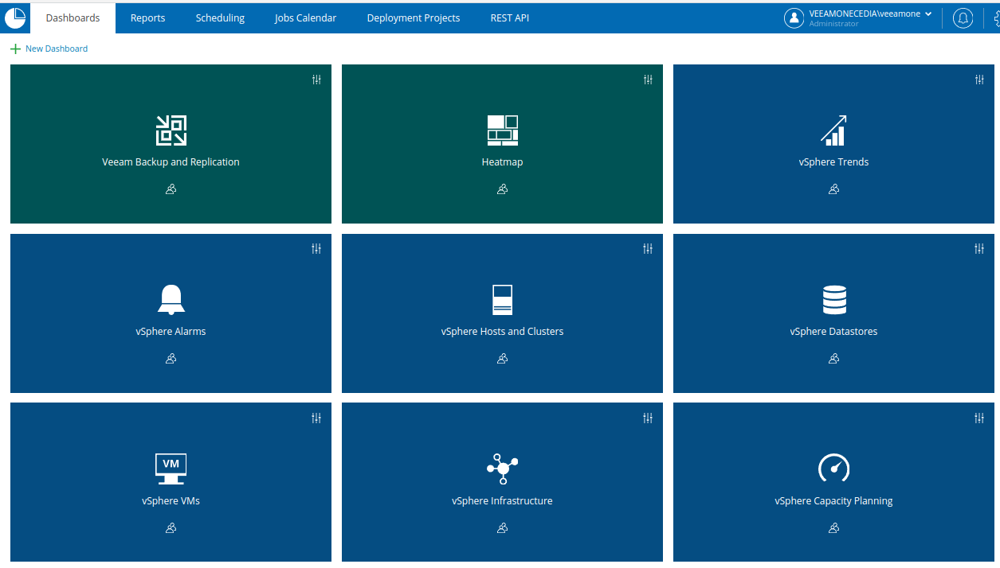 Dashboards
Reports
Scheduling
Jobs Calendar
Deployment Projects
REST API
VEEAMONECEDIA\veeamone
Administrator
New Dashboard
Veeam Backup and Replication
Heatmap
vSphere Trends
vSphere Alarms
vSphere Hosts and Clusters
vSphere Datastores
VM
vSphere VMs
vSphere Infrastructure
vSphere Capacity Planning